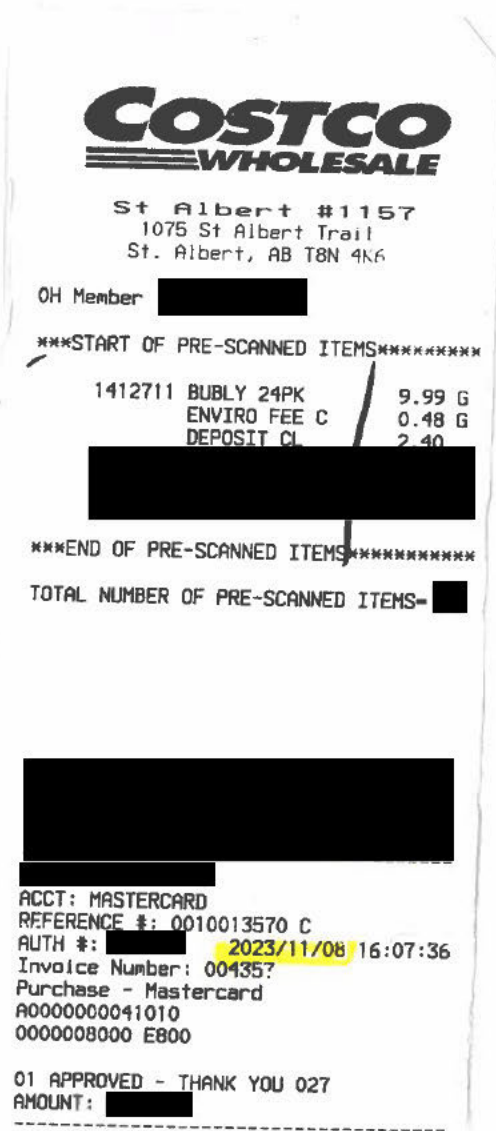 COSTCO
WHOLESALE
St Albert #1157
1075 St Albert Trail
St. Albert, AB T8N 4K6
OH Member
***START OF PRE-SCANNED ITEMS*********
1412711 BUBLY 24PK 9.99 G
ENVIRO FEE C 0.48 G
DEPOSIT CL 2.40
***END OF PRE-SCANNED ITEMS***********
TOTAL NUMBER OF PRE-SCANNED ITEMS=
ACCT: MASTERCARD
REFERENCE #: 0010013570 C
AUTH #: 2023/11/08 16:07:36
Invoice Number: 004357
Purchase - Mastercard
A0000000041010
0000008000 E800
01 APPROVED - THANK YOU 027
AMOUNT: